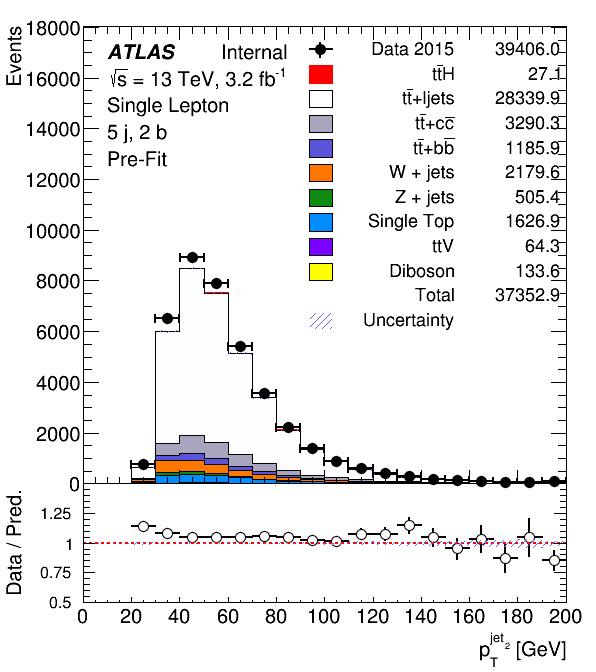 Events
18000
16000
14000
12000
10000
8000
6000
4000
2000
0
ATLAS Internal
√s = 13 TeV, 3.2 fb⁻¹
Single Lepton
5 j, 2 b
Pre-Fit
Data 2015 39406.0
tt̄H 27.1
tt̄+ljets 28339.9
tt̄+cc̄ 3290.3
tt̄+bb̄ 1185.9
W + jets 2179.6
Z + jets 505.4
Single Top 1626.9
ttV 64.3
Diboson 133.6
Total 37352.9
Uncertainty
Data / Pred.
1.25
1
0.75
0.5
0 20 40 60 80 100 120 140 160 180 200
p_T^jet₂ [GeV]